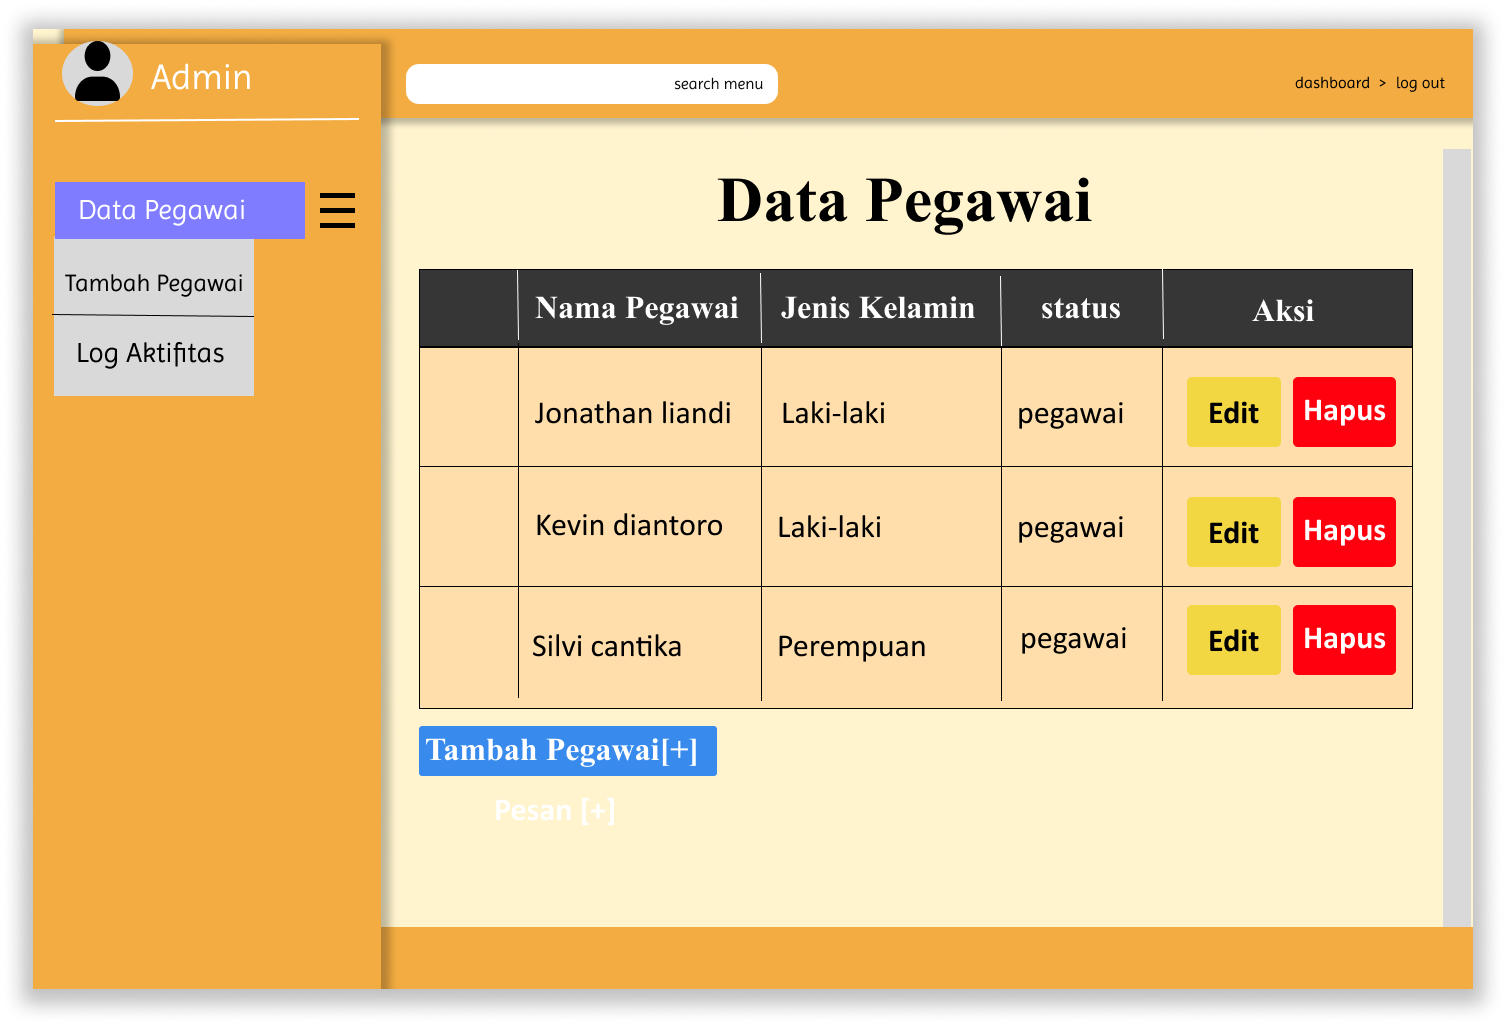 Admin
search menu
dashboard > log out
Data Pegawai
Tambah Pegawai
Log Aktifitas
Data Pegawai
Nama Pegawai Jenis Kelamin status Aksi
Jonathan liandi Laki-laki pegawai Edit Hapus
Kevin diantoro Laki-laki pegawai Edit Hapus
Silvi cantika Perempuan pegawai Edit Hapus
Tambah Pegawai[+]
Pesan [+]